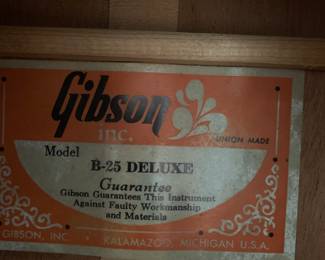 Gibson
inc.
UNION MADE
Model
B-25 DELUXE
Guarantee
Gibson Guarantees This Instrument
Against Faulty Workmanship
and Materials
GIBSON, INC
KALAMAZOO, MICHIGAN U.S.A.